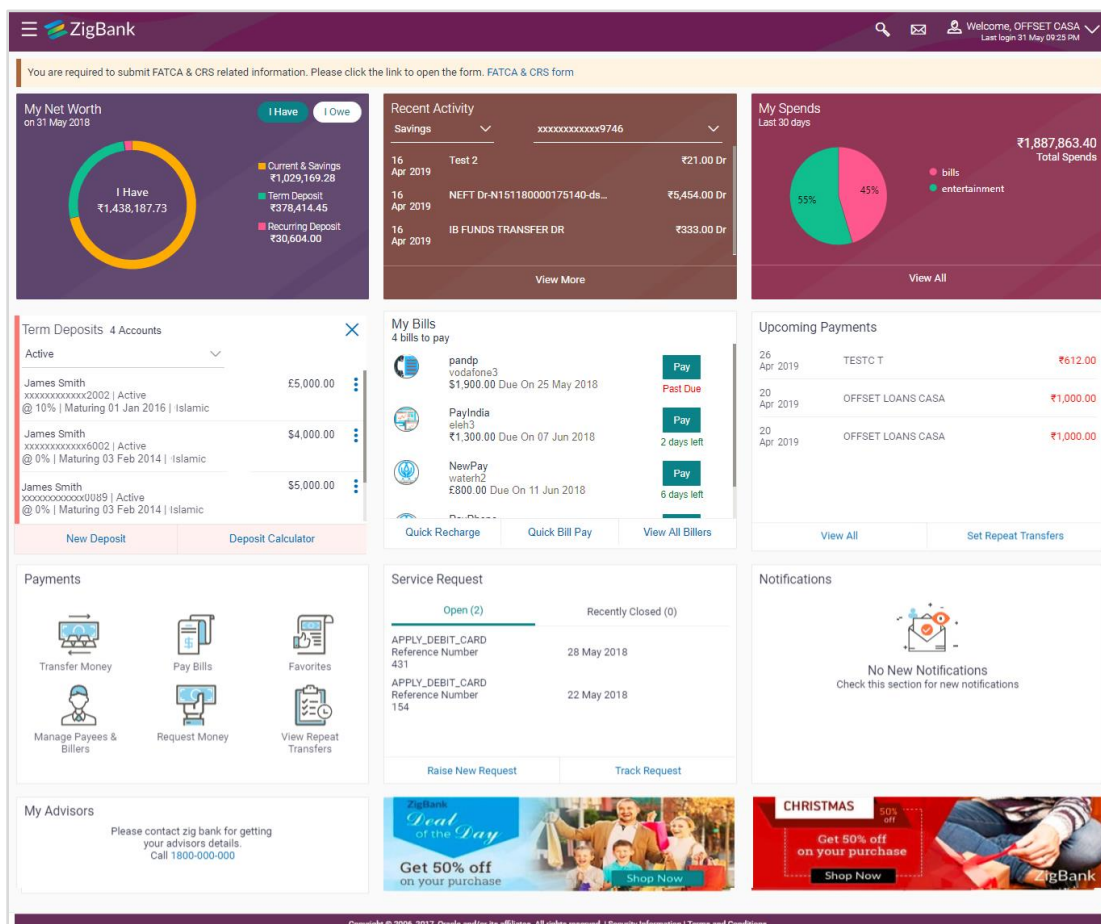 ZigBank
Welcome, OFFSET CASA
Last login 31 May 09:25 PM
You are required to submit FATCA & CRS related information. Please click the link to open the form. FATCA & CRS form
My Net Worth
on 31 May 2018
I Have
I Owe
I Have
₹1,438,187.73
Current & Savings
₹1,029,169.28
Term Deposit
₹378,414.45
Recurring Deposit
₹30,604.00
Recent Activity
Savings
xxxxxxxxxxxx9746
16
Apr 2019
Test 2
₹21.00 Dr
16
Apr 2019
NEFT Dr-N151180000175140-ds...
₹5,454.00 Dr
16
Apr 2019
IB FUNDS TRANSFER DR
₹333.00 Dr
View More
My Spends
Last 30 days
₹1,887,863.40
Total Spends
55%
45%
bills
entertainment
View All
Term Deposits 4 Accounts
Active
James Smith
xxxxxxxxxxxx2002 | Active
@ 10% | Maturing 01 Jan 2016 | Islamic
£5,000.00
James Smith
xxxxxxxxxxxx6002 | Active
@ 0% | Maturing 03 Feb 2014 | Islamic
$4,000.00
James Smith
xxxxxxxxxxxx0089 | Active
@ 0% | Maturing 03 Feb 2014 | Islamic
$5,000.00
New Deposit
Deposit Calculator
My Bills
4 bills to pay
pandp
vodafone3
$1,900.00 Due On 25 May 2018
Pay
Past Due
PayIndia
eleh3
₹1,300.00 Due On 07 Jun 2018
Pay
2 days left
NewPay
waterh2
£800.00 Due On 11 Jun 2018
Pay
6 days left
Quick Recharge
Quick Bill Pay
View All Billers
Upcoming Payments
26
Apr 2019
TESTC T
₹612.00
20
Apr 2019
OFFSET LOANS CASA
₹1,000.00
20
Apr 2019
OFFSET LOANS CASA
₹1,000.00
View All
Set Repeat Transfers
Payments
Transfer Money
Pay Bills
Favorites
Manage Payees &
Billers
Request Money
View Repeat
Transfers
Service Request
Open (2)
Recently Closed (0)
APPLY_DEBIT_CARD
Reference Number
431
28 May 2018
APPLY_DEBIT_CARD
Reference Number
154
22 May 2018
Raise New Request
Track Request
Notifications
No New Notifications
Check this section for new notifications
My Advisors
Please contact zig bank for getting
your advisors details.
Call 1800-000-000
ZigBank
Deal
of the Day
Get 50% off
on your purchase
Shop Now
CHRISTMAS
50%
off
Get 50% off
on your purchase
Shop Now
ZigBank
Copyright © 2006, 2017, Oracle and/or its affiliates. All rights reserved. | Security Information | Terms and Conditions